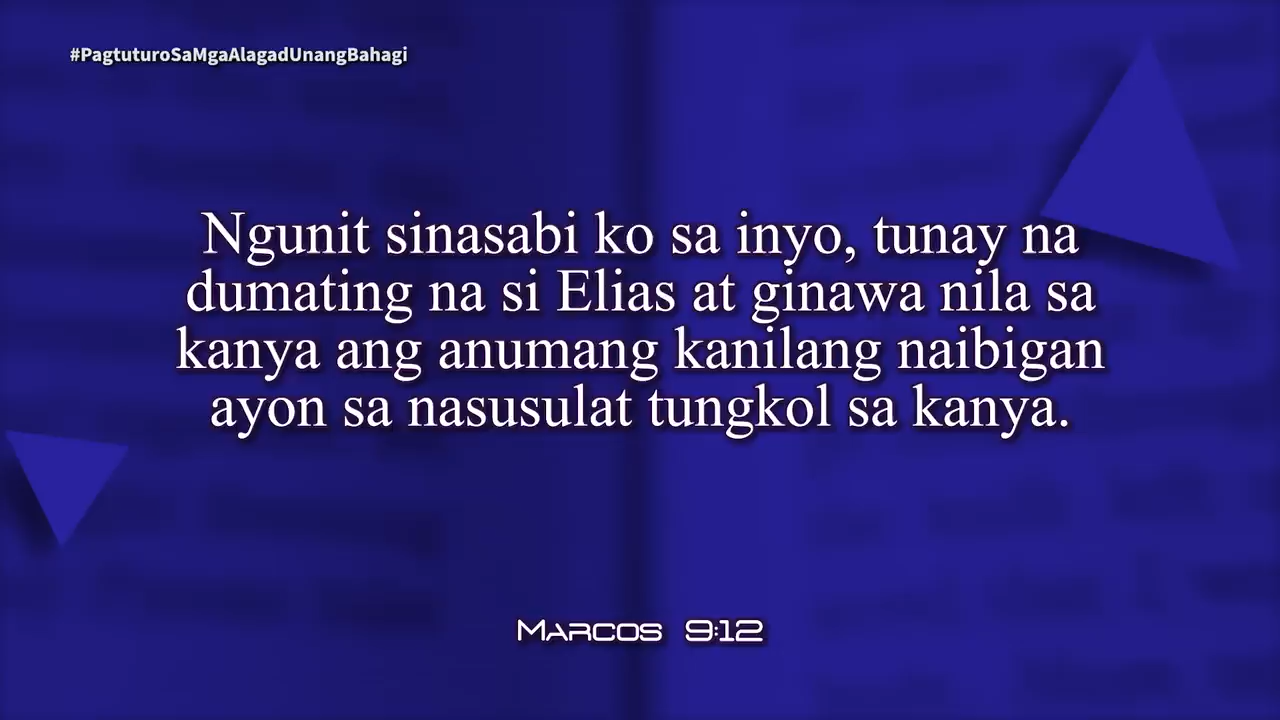 #PagtuturoSaMgaAlagadUnangBahagi
Ngunit sinasabi ko sa inyo, tunay na
dumating na si Elias at ginawa nila sa
kanya ang anumang kanilang naibigan
ayon sa nasusulat tungkol sa kanya.
Marcos 9:12